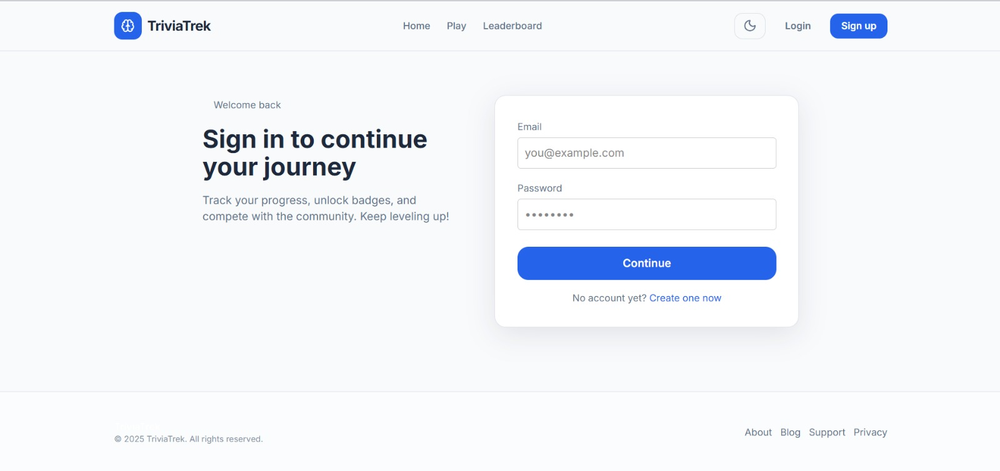 TriviaTrek
Home Play Leaderboard
Login Sign up
Welcome back
Sign in to continue
your journey
Track your progress, unlock badges, and
compete with the community. Keep leveling up!
Email
you@example.com
Password
••••••••
Continue
No account yet? Create one now
© 2025 TriviaTrek. All rights reserved.
About Blog Support Privacy